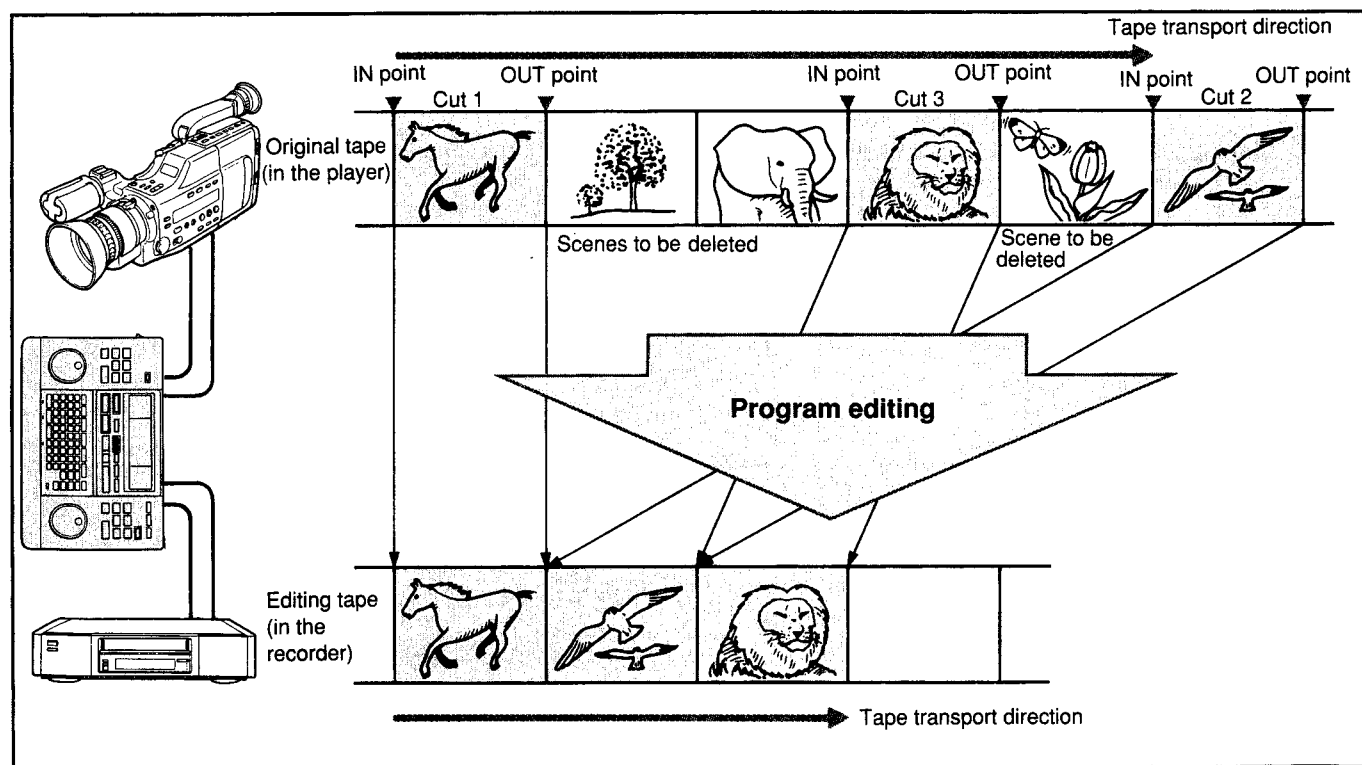 Tape transport direction
IN point
OUT point
IN point
OUT point
IN point
OUT point
Cut 1
Cut 3
Cut 2
Original tape
(in the player)
Scenes to be deleted
Scene to be
deleted
Program editing
Editing tape
(in the
recorder)
Tape transport direction